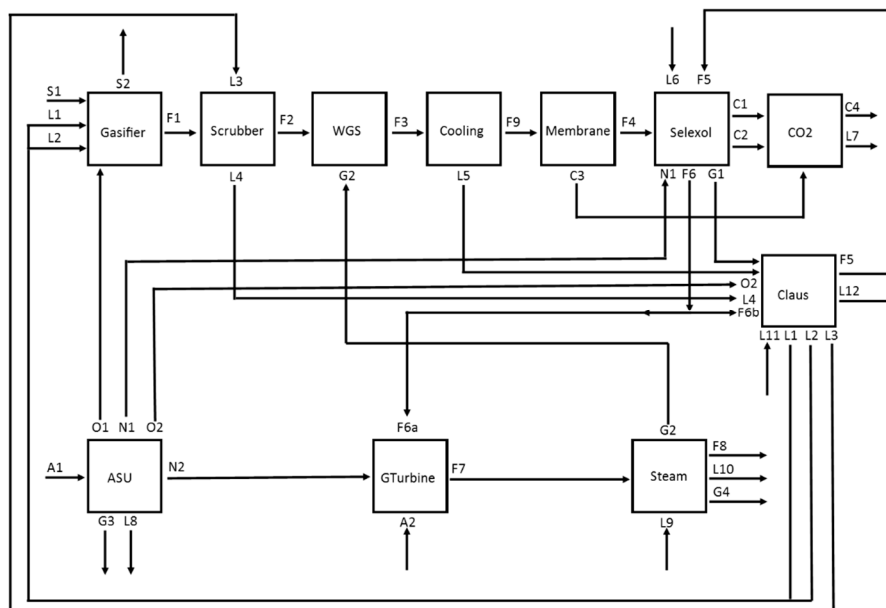 S2
L3
L6 F5
S1
L1
L2
Gasifier
F1
Scrubber
F2
WGS
F3
Cooling
F9
Membrane
F4
Selexol
C1
C2
CO2
C4
L7
L4
G2
L5
C3
N1 F6 G1
O2
L4
F6b
Claus
F5
L12
L11 L1 L2 L3
O1 N1 O2
F6a
G2
A1
ASU
N2
GTurbine
F7
Steam
F8
L10
G4
G3 L8
A2
L9